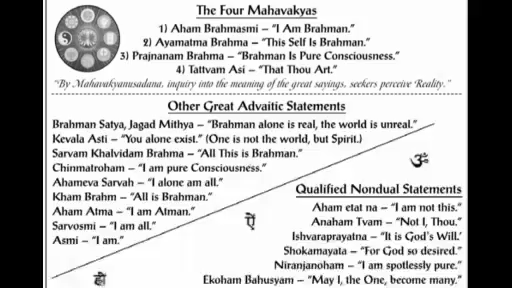 The Four Mahavakyas
1) Aham Brahmasmi – “I Am Brahman.”
2) Ayamatma Brahma – “This Self Is Brahman.”
3) Prajnanam Brahma – “Brahman Is Pure Consciousness.”
4) Tattvam Asi – “That Thou Art.”
“By Mahavakyanusadana, inquiry into the meaning of the great sayings, seekers perceive Reality.”
Other Great Advaitic Statements
Brahman Satya, Jagad Mithya – “Brahman alone is real, the world is unreal.”
Kevala Asti – “You alone exist.” (One is not the world, but Spirit.)
Sarvam Khalvidam Brahma – “All This is Brahman.”
Chinmatroham – “I am pure Consciousness.”
Ahameva Sarvah – “I alone am all.”
Kham Brahm – “All is Brahman.”
Aham Atma – “I am Atman.”
Sarvosmi – “I am all.”
Asmi – “I am.”
ॐ
ऐं
ह्रीं
Qualified Nondual Statements
Aham etat na – “I am not this.”
Anaham Tvam – “Not I, Thou.”
Ishvaraprayatna – “It is God's Will.’
Shokamayata – “For God so desired.”
Niranjanoham – “I am spotlessly pure.”
Ekoham Bahusyam – “May I, the One, become many.”